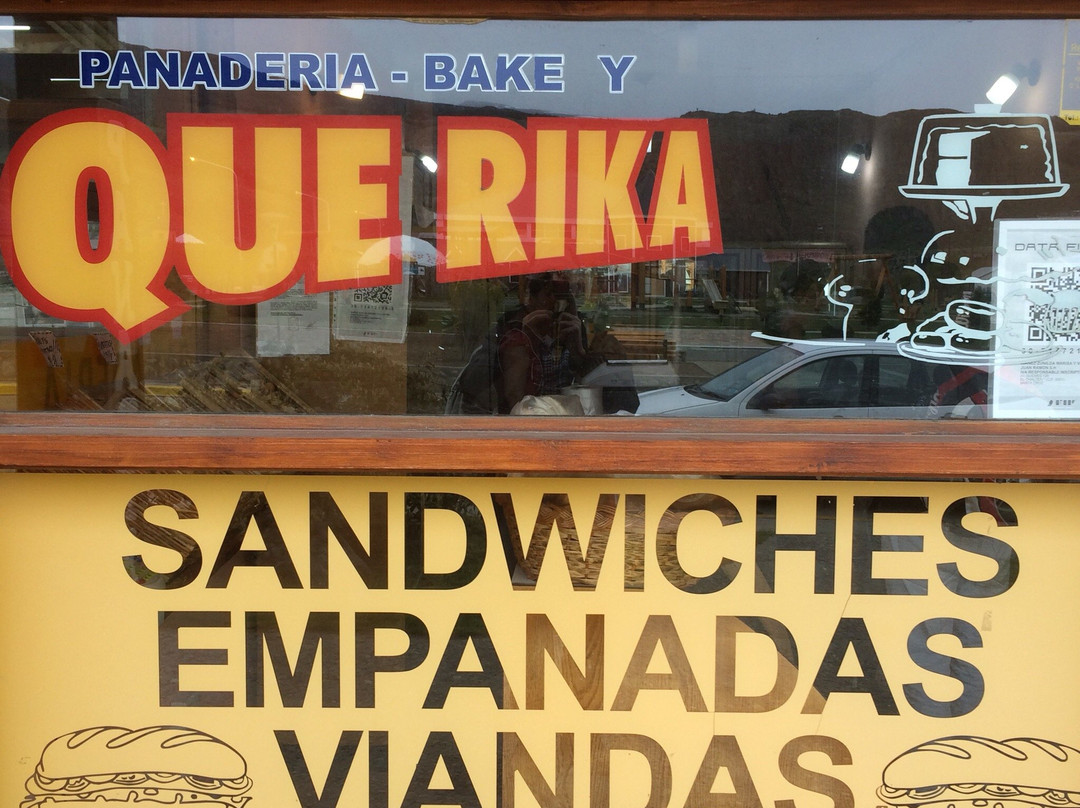 PANADERIA - BAKE Y
QUE RIKA
DATA FI
SANDWICHES
EMPANADAS
VIANDAS